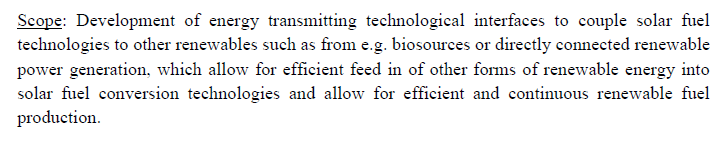 Scope: Development of energy transmitting technological interfaces to couple solar fuel
technologies to other renewables such as from e.g. biosources or directly connected renewable
power generation, which allow for efficient feed in of other forms of renewable energy into
solar fuel conversion technologies and allow for efficient and continuous renewable fuel
production.